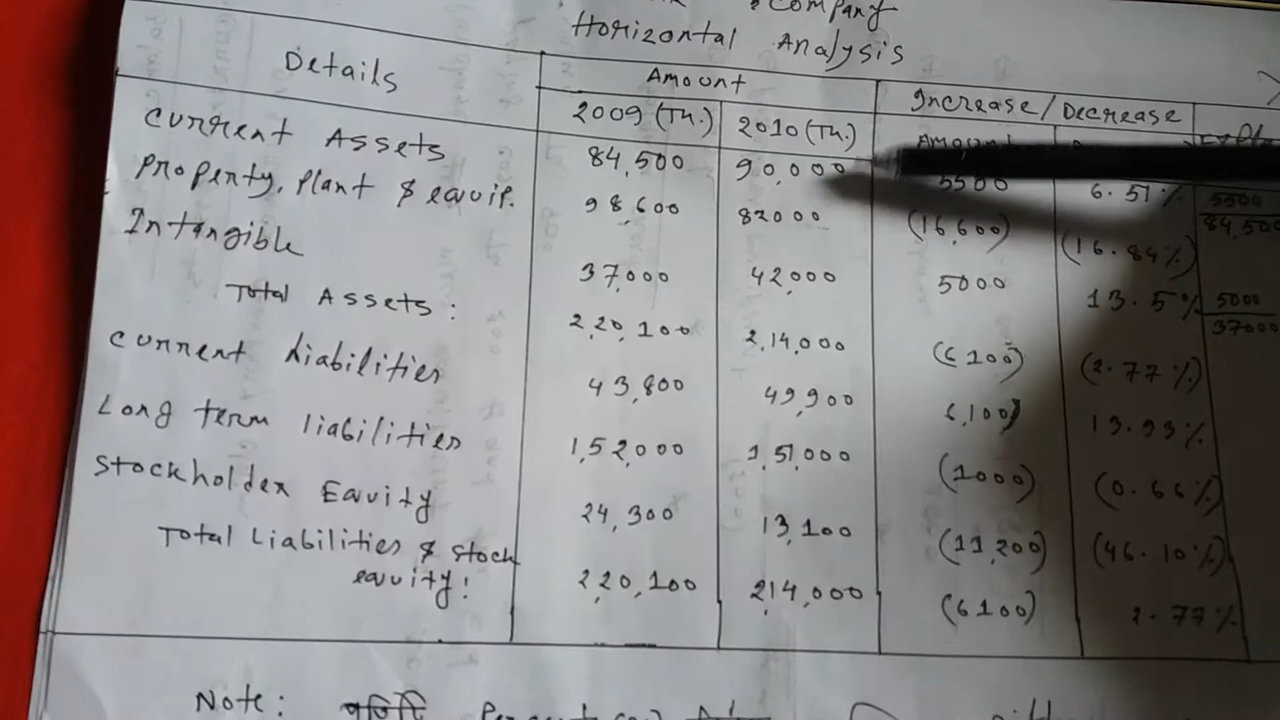 Company
Horizontal Analysis
Details Amount Increase/Decrease
2009 (Th.) 2010 (Th.) Amount
Current Assets 84,500 90,000 5500 6.51% 5500
84,500
Property, Plant & equip. 98,600 82000 (16,600) (16.84%)
Intangible 37,000 42,000 5000 13.5% 5000
37000
Total Assets: 2,20,100 2,14,000 (6100) (2.77%)
Current Liabilities 43,800 49,900 6,100) 13.93%
Long term liabilities 1,52,000 1,51,000 (1000) (0.66%)
Stockholder Equity 24,300 13,100 (11,200) (46.10%)
Total Liabilities & Stock
equity: 2,20,100 2,14,000 (6100) 2.77%
Note: